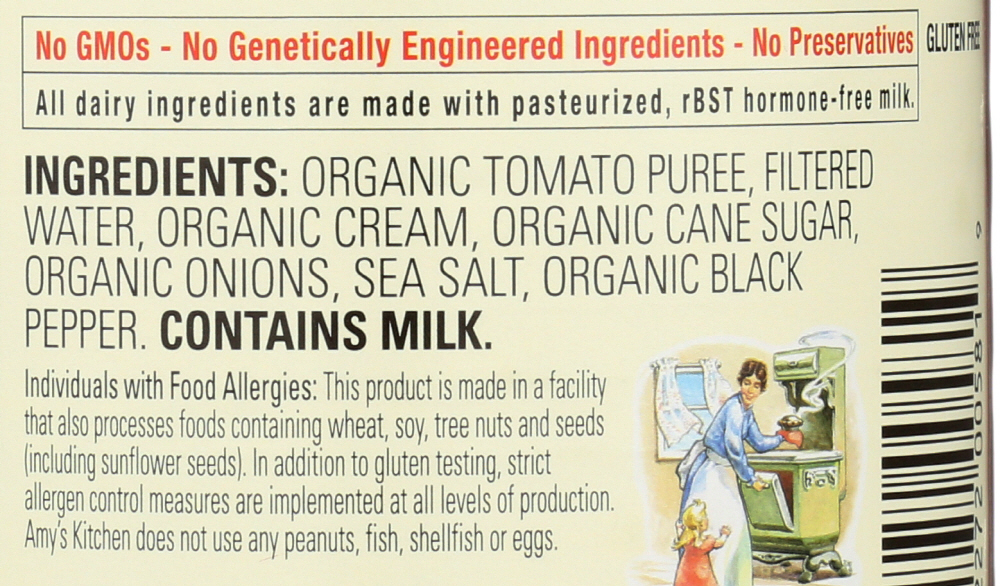 No GMOs - No Genetically Engineered Ingredients - No Preservatives
GLUTEN FREE
All dairy ingredients are made with pasteurized, rBST hormone-free milk.
INGREDIENTS: ORGANIC TOMATO PUREE, FILTERED
WATER, ORGANIC CREAM, ORGANIC CANE SUGAR,
ORGANIC ONIONS, SEA SALT, ORGANIC BLACK
PEPPER. CONTAINS MILK.
Individuals with Food Allergies: This product is made in a facility
that also processes foods containing wheat, soy, tree nuts and seeds
(including sunflower seeds). In addition to gluten testing, strict
allergen control measures are implemented at all levels of production.
Amy's Kitchen does not use any peanuts, fish, shellfish or eggs.
2272 00581 9